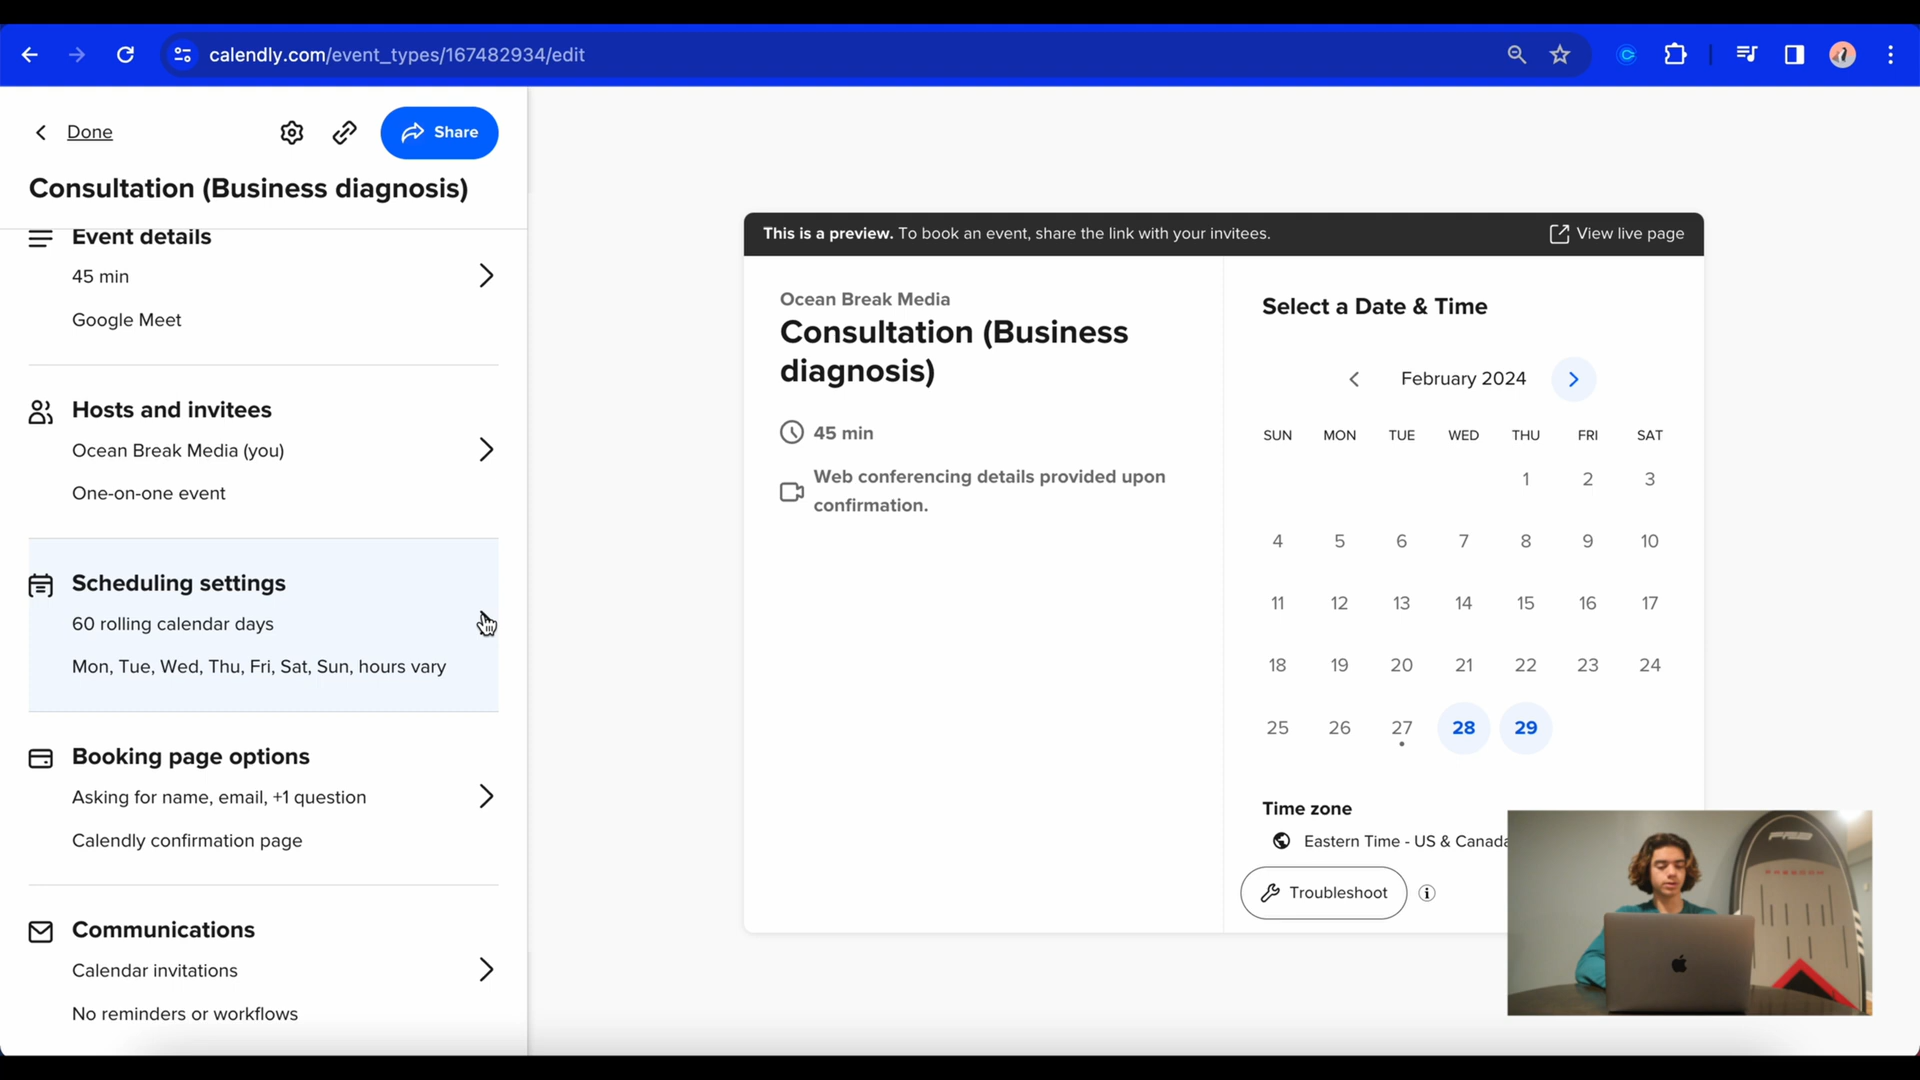 calendly.com/event_types/167482934/edit
Done
Share
Consultation (Business diagnosis)
Event details
45 min
Google Meet
Hosts and invitees
Ocean Break Media (you)
One-on-one event
Scheduling settings
60 rolling calendar days
Mon, Tue, Wed, Thu, Fri, Sat, Sun, hours vary
Booking page options
Asking for name, email, +1 question
Calendly confirmation page
Communications
Calendar invitations
No reminders or workflows
This is a preview. To book an event, share the link with your invitees.
View live page
Ocean Break Media
Consultation (Business
diagnosis)
45 min
Web conferencing details provided upon
confirmation.
Select a Date & Time
February 2024
SUN MON TUE WED THU FRI SAT
1 2 3
4 5 6 7 8 9 10
11 12 13 14 15 16 17
18 19 20 21 22 23 24
25 26 27 28 29
Time zone
Eastern Time - US & Canada
Troubleshoot